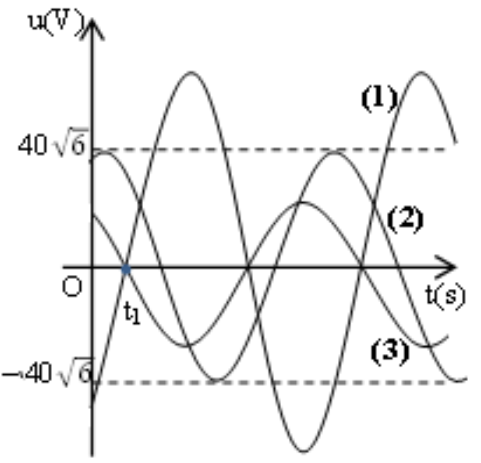 u(V)
(1)
40√6
(2)
O
t(s)
t₁
(3)
-40√6